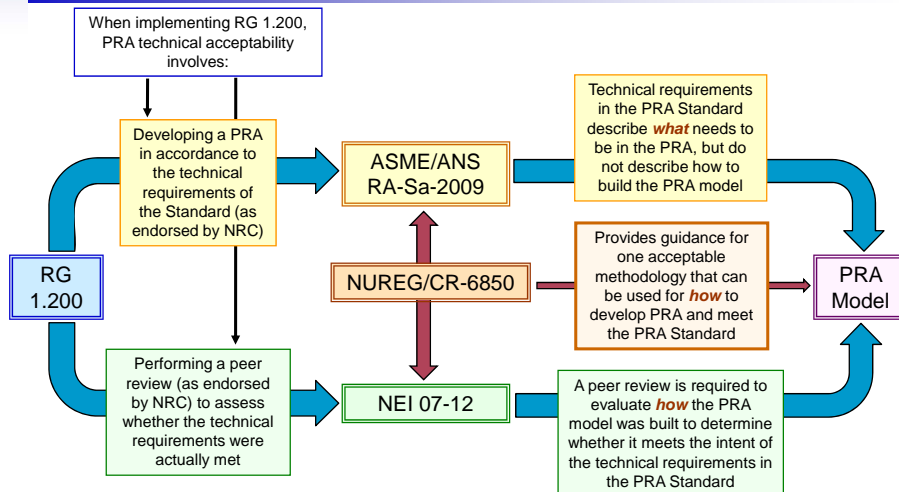 When implementing RG 1.200,
PRA technical acceptability
involves:
Developing a PRA
in accordance to
the technical
requirements of
the Standard (as
endorsed by NRC)
ASME/ANS
RA-Sa-2009
Technical requirements
in the PRA Standard
describe what needs to
be in the PRA, but do
not describe how to
build the PRA model
RG
1.200
NUREG/CR-6850
Provides guidance for
one acceptable
methodology that can
be used for how to
develop PRA and meet
the PRA Standard
PRA
Model
Performing a peer
review (as endorsed
by NRC) to assess
whether the technical
requirements were
actually met
NEI 07-12
A peer review is required to
evaluate how the PRA
model was built to determine
whether it meets the intent of
the technical requirements in
the PRA Standard